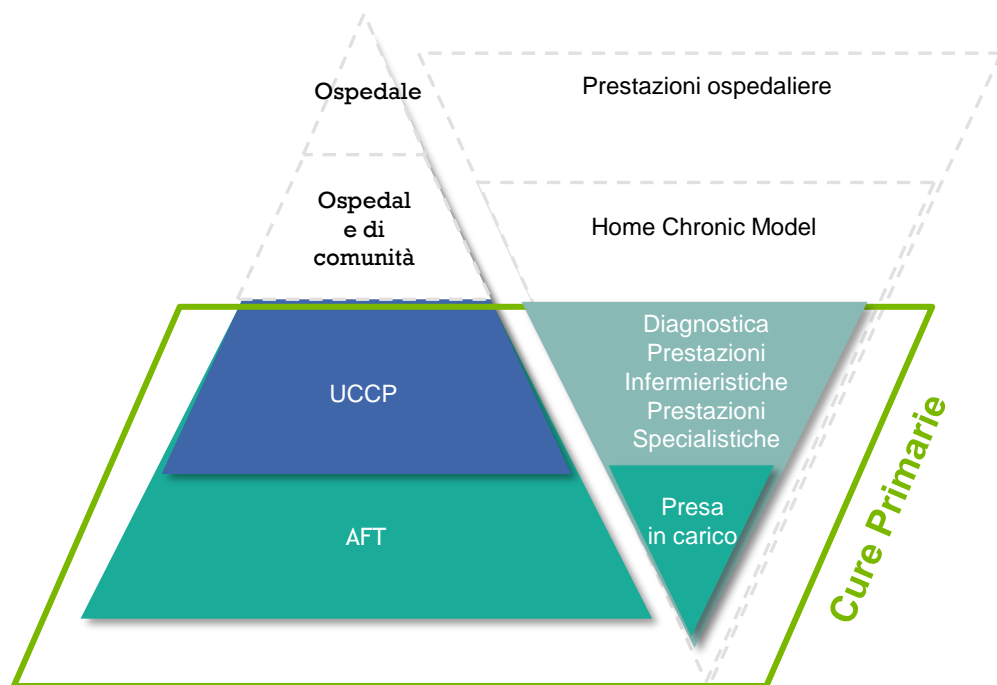 Ospedale
Prestazioni ospedaliere
Ospedal
e di
comunità
Home Chronic Model
UCCP
Diagnostica
Prestazioni
Infermieristiche
Prestazioni
Specialistiche
AFT
Presa
in carico
Cure Primarie